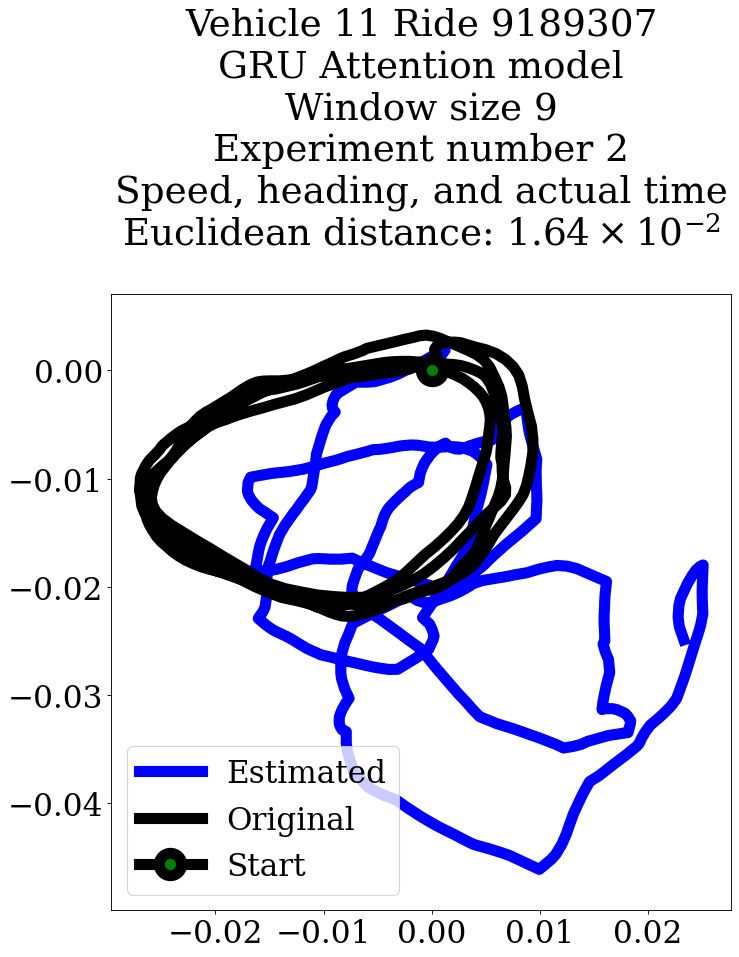 Vehicle 11 Ride 9189307
GRU Attention model
Window size 9
Experiment number 2
Speed, heading, and actual time
Euclidean distance: 1.64 × 10⁻²
0.00
−0.01
−0.02
−0.03
−0.04
Estimated
Original
Start
−0.02 −0.01 0.00 0.01 0.02